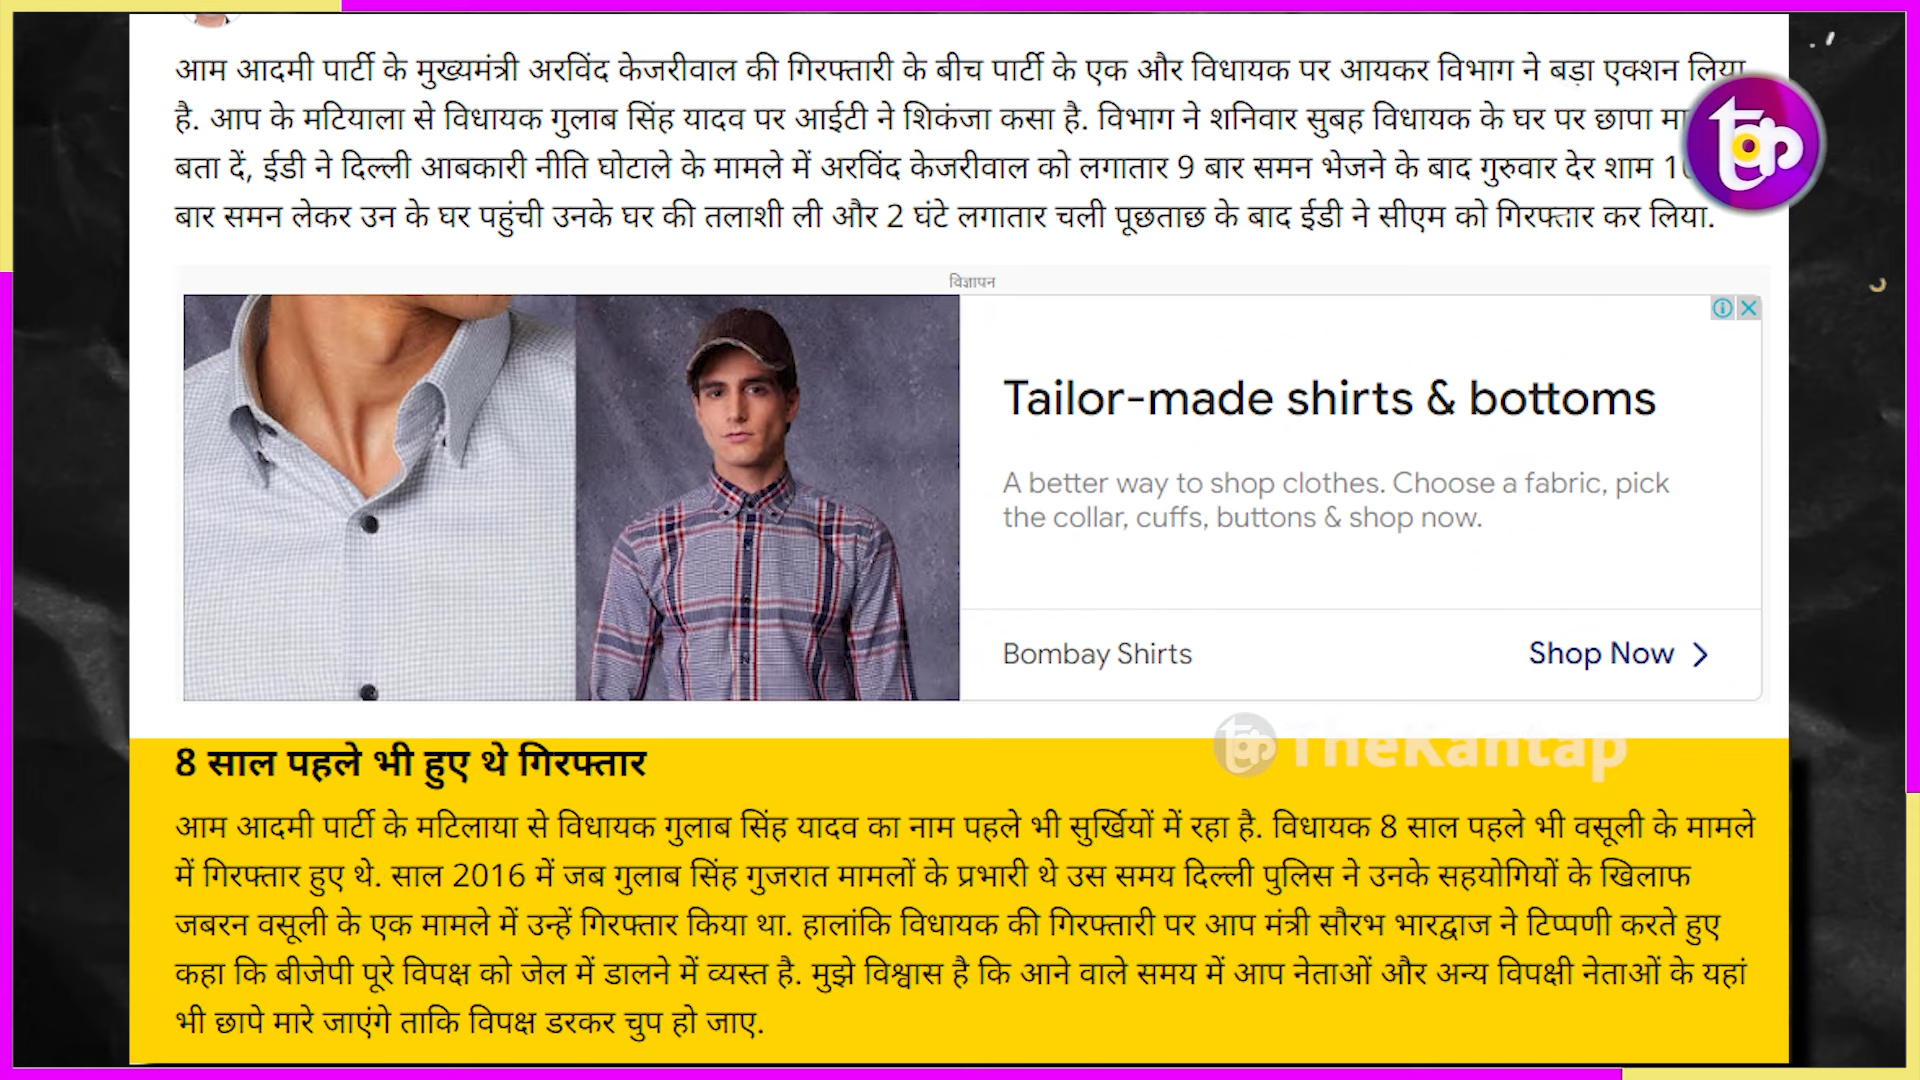 आम आदमी पार्टी के मुख्यमंत्री अरविंद केजरीवाल की गिरफ्तारी के बीच पार्टी के एक और विधायक पर आयकर विभाग ने बड़ा एक्शन लिया
है. आप के मटियाला से विधायक गुलाब सिंह यादव पर आईटी ने शिकंजा कसा है. विभाग ने शनिवार सुबह विधायक के घर पर छापा
बता दें, ईडी ने दिल्ली आबकारी नीति घोटाले के मामले में अरविंद केजरीवाल को लगातार 9 बार समन भेजने के बाद गुरुवार देर शाम
बार समन लेकर उन के घर पहुंची उनके घर की तलाशी ली और 2 घंटे लगातार चली पूछताछ के बाद ईडी ने सीएम को गिरफ्तार कर लिया.
विज्ञापन
Tailor-made shirts & bottoms
A better way to shop clothes. Choose a fabric, pick
the collar, cuffs, buttons & shop now.
Bombay Shirts
Shop Now
TheKantap
8 साल पहले भी हुए थे गिरफ्तार
आम आदमी पार्टी के मटिलाया से विधायक गुलाब सिंह यादव का नाम पहले भी सुर्खियों में रहा है. विधायक 8 साल पहले भी वसूली के मामले
में गिरफ्तार हुए थे. साल 2016 में जब गुलाब सिंह गुजरात मामलों के प्रभारी थे उस समय दिल्ली पुलिस ने उनके सहयोगियों के खिलाफ
जबरन वसूली के एक मामले में उन्हें गिरफ्तार किया था. हालांकि विधायक की गिरफ्तारी पर आप मंत्री सौरभ भारद्वाज ने टिप्पणी करते हुए
कहा कि बीजेपी पूरे विपक्ष को जेल में डालने में व्यस्त है. मुझे विश्वास है कि आने वाले समय में आप नेताओं और अन्य विपक्षी नेताओं के यहां
भी छापे मारे जाएंगे ताकि विपक्ष डरकर चुप हो जाए.